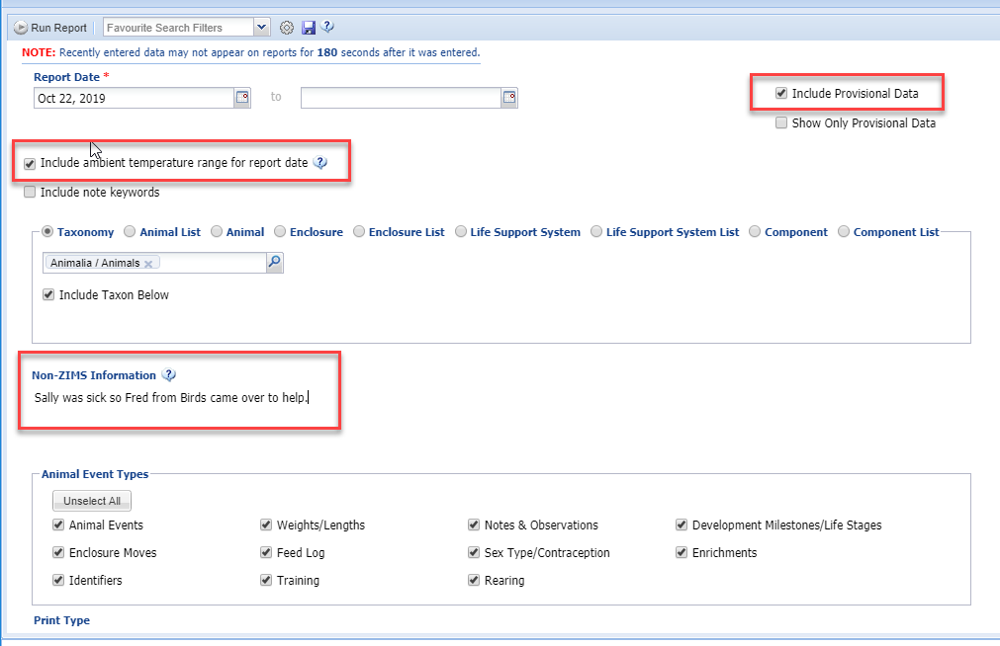 Run Report Favourite Search Filters
NOTE: Recently entered data may not appear on reports for 180 seconds after it was entered.
Report Date *
Oct 22, 2019 to
Include Provisional Data
Show Only Provisional Data
Include ambient temperature range for report date
Include note keywords
Taxonomy Animal List Animal Enclosure Enclosure List Life Support System Life Support System List Component Component List
Animalia / Animals
Include Taxon Below
Non-ZIMS Information
Sally was sick so Fred from Birds came over to help.
Animal Event Types
Unselect All
Animal Events Weights/Lengths Notes & Observations Development Milestones/Life Stages
Enclosure Moves Feed Log Sex Type/Contraception Enrichments
Identifiers Training Rearing
Print Type